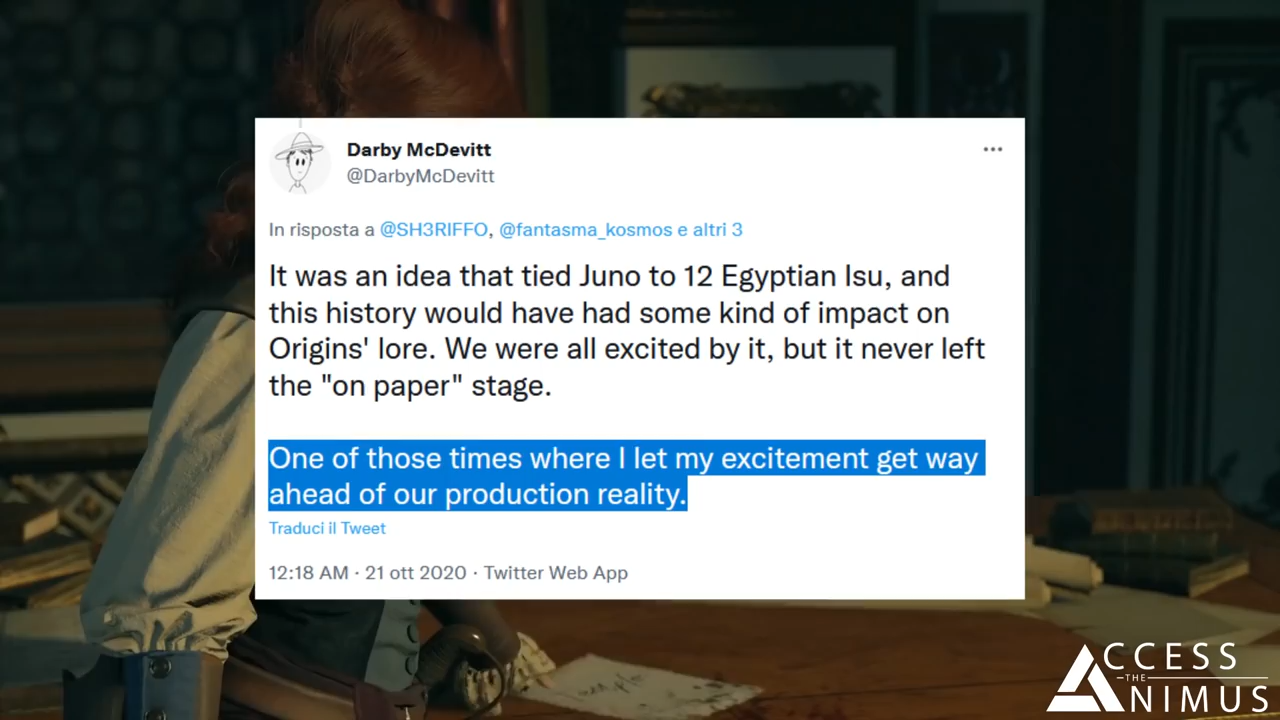 Darby McDevitt
@DarbyMcDevitt
In risposta a @SH3RIFFO, @fantasma_kosmos e altri 3
It was an idea that tied Juno to 12 Egyptian Isu, and
this history would have had some kind of impact on
Origins' lore. We were all excited by it, but it never left
the "on paper" stage.
One of those times where I let my excitement get way
ahead of our production reality.
Traduci il Tweet
12:18 AM · 21 ott 2020 · Twitter Web App
ACCESS
THE
ANIMUS